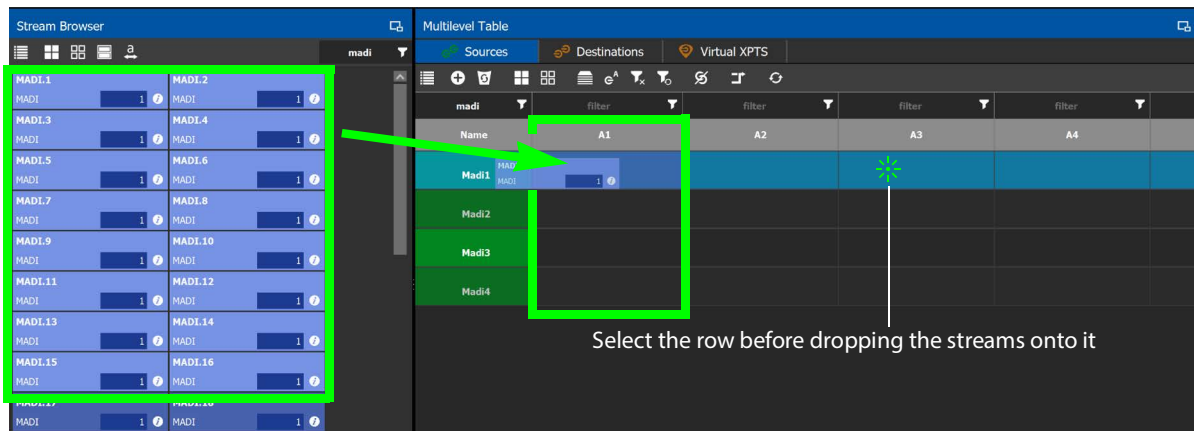 Stream Browser
Multilevel Table
a
madi
Sources
Destinations
Virtual XPTS
madi
filter
filter
filter
filter
Name
A1
A2
A3
A4
MADI.1
MADI.2
MADI 1 i
MADI 1 i
MADI.3
MADI.4
MADI 1 i
MADI 1 i
MADI.5
MADI.6
MADI 1 i
MADI 1 i
MADI.7
MADI.8
MADI 1 i
MADI 1 i
MADI.9
MADI.10
MADI 1 i
MADI 1 i
MADI.11
MADI.12
MADI 1 i
MADI 1 i
MADI.13
MADI.14
MADI 1 i
MADI 1 i
MADI.15
MADI.16
MADI 1 i
MADI 1 i
MADI 1 i
MADI 1 i
Madi1
MADI 1 i
Madi2
Madi3
Madi4
Select the row before dropping the streams onto it